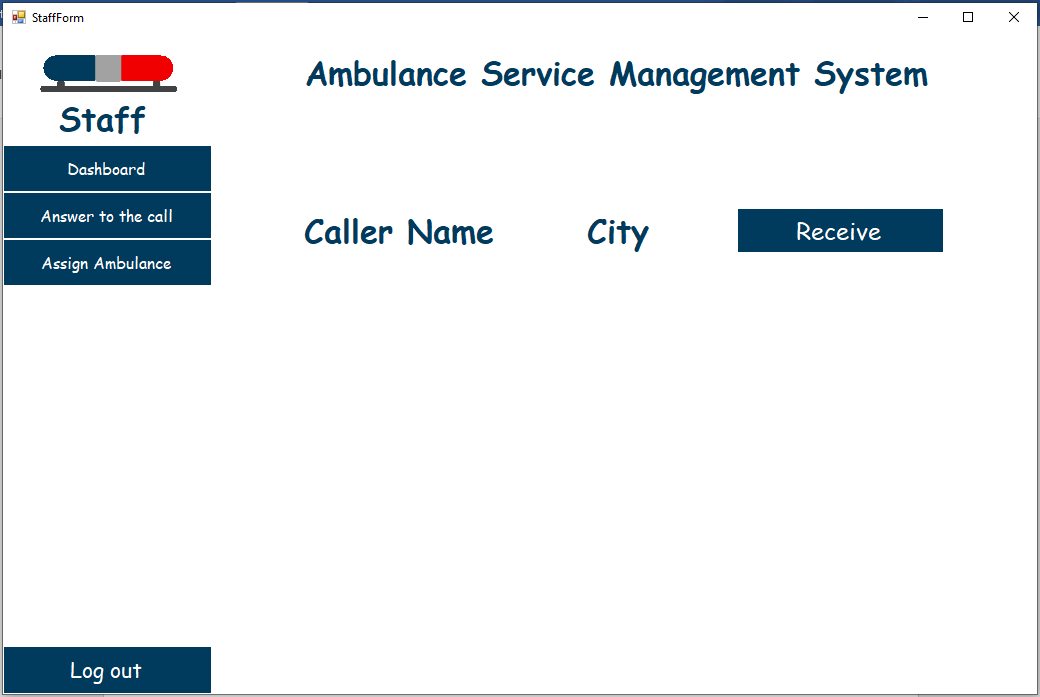 StaffForm
Ambulance Service Management System
Staff
Dashboard
Answer to the call
Assign Ambulance
Caller Name City Receive
Log out